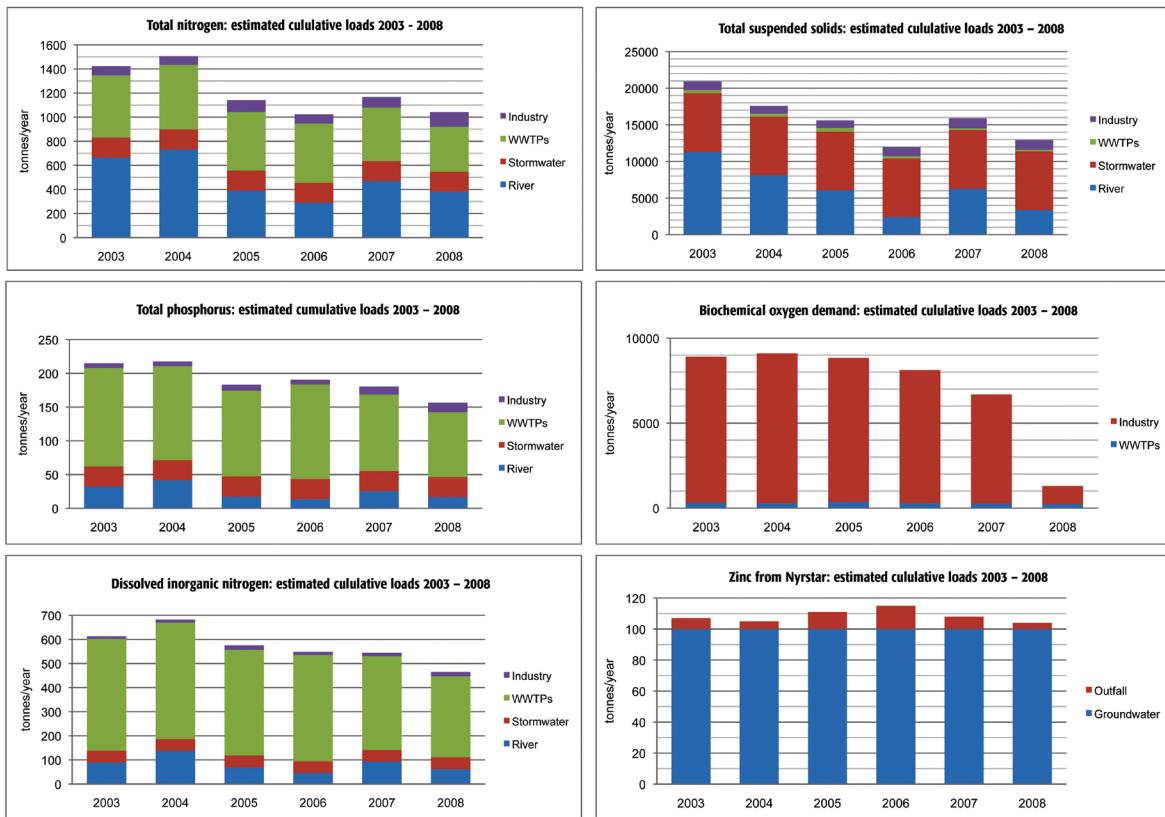 Total nitrogen: estimated cululative loads 2003 - 2008
tonnes/year
1600
1400
1200
1000
800
600
400
200
0
2003 2004 2005 2006 2007 2008
Industry
WWTPs
Stormwater
River
Total suspended solids: estimated cululative loads 2003 – 2008
tonnes/year
25000
20000
15000
10000
5000
0
2003 2004 2005 2006 2007 2008
Industry
WWTPs
Stormwater
River
Total phosphorus: estimated cumulative loads 2003 – 2008
tonnes/year
250
200
150
100
50
0
2003 2004 2005 2006 2007 2008
Industry
WWTPs
Stormwater
River
Biochemical oxygen demand: estimated cululative loads 2003 – 2008
tonnes/year
10000
5000
0
2003 2004 2005 2006 2007 2008
Industry
WWTPs
Dissolved inorganic nitrogen: estimated cululative loads 2003 – 2008
tonnes/year
700
600
500
400
300
200
100
0
2003 2004 2005 2006 2007 2008
Industry
WWTPs
Stormwater
River
Zinc from Nyrstar: estimated cululative loads 2003 – 2008
tonnes/year
120
100
80
60
40
20
0
2003 2004 2005 2006 2007 2008
Outfall
Groundwater